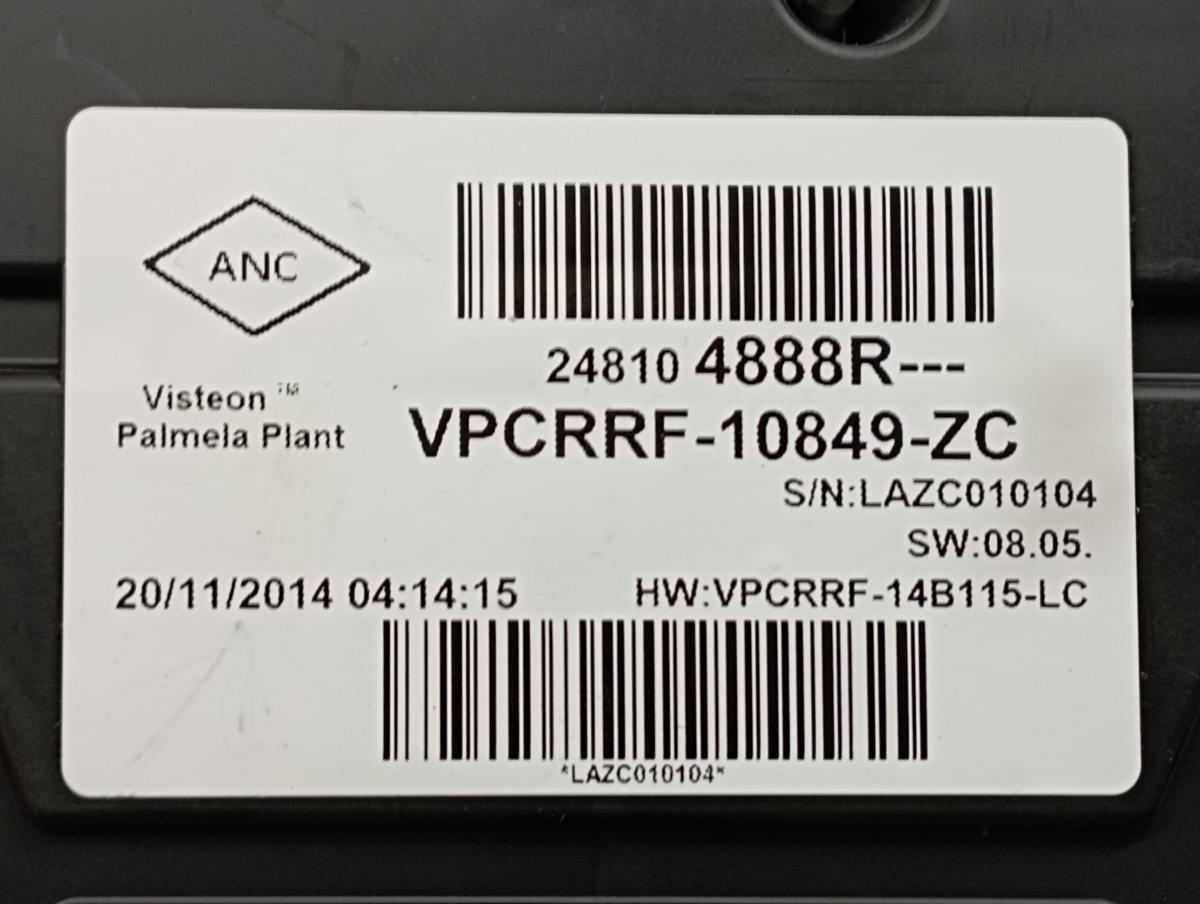 ANC
24810 4888R---
Visteon™
Palmela Plant
VPCRRF-10849-ZC
S/N:LAZC010104
SW:08.05.
20/11/2014 04:14:15
HW:VPCRRF-14B115-LC
*LAZC010104*